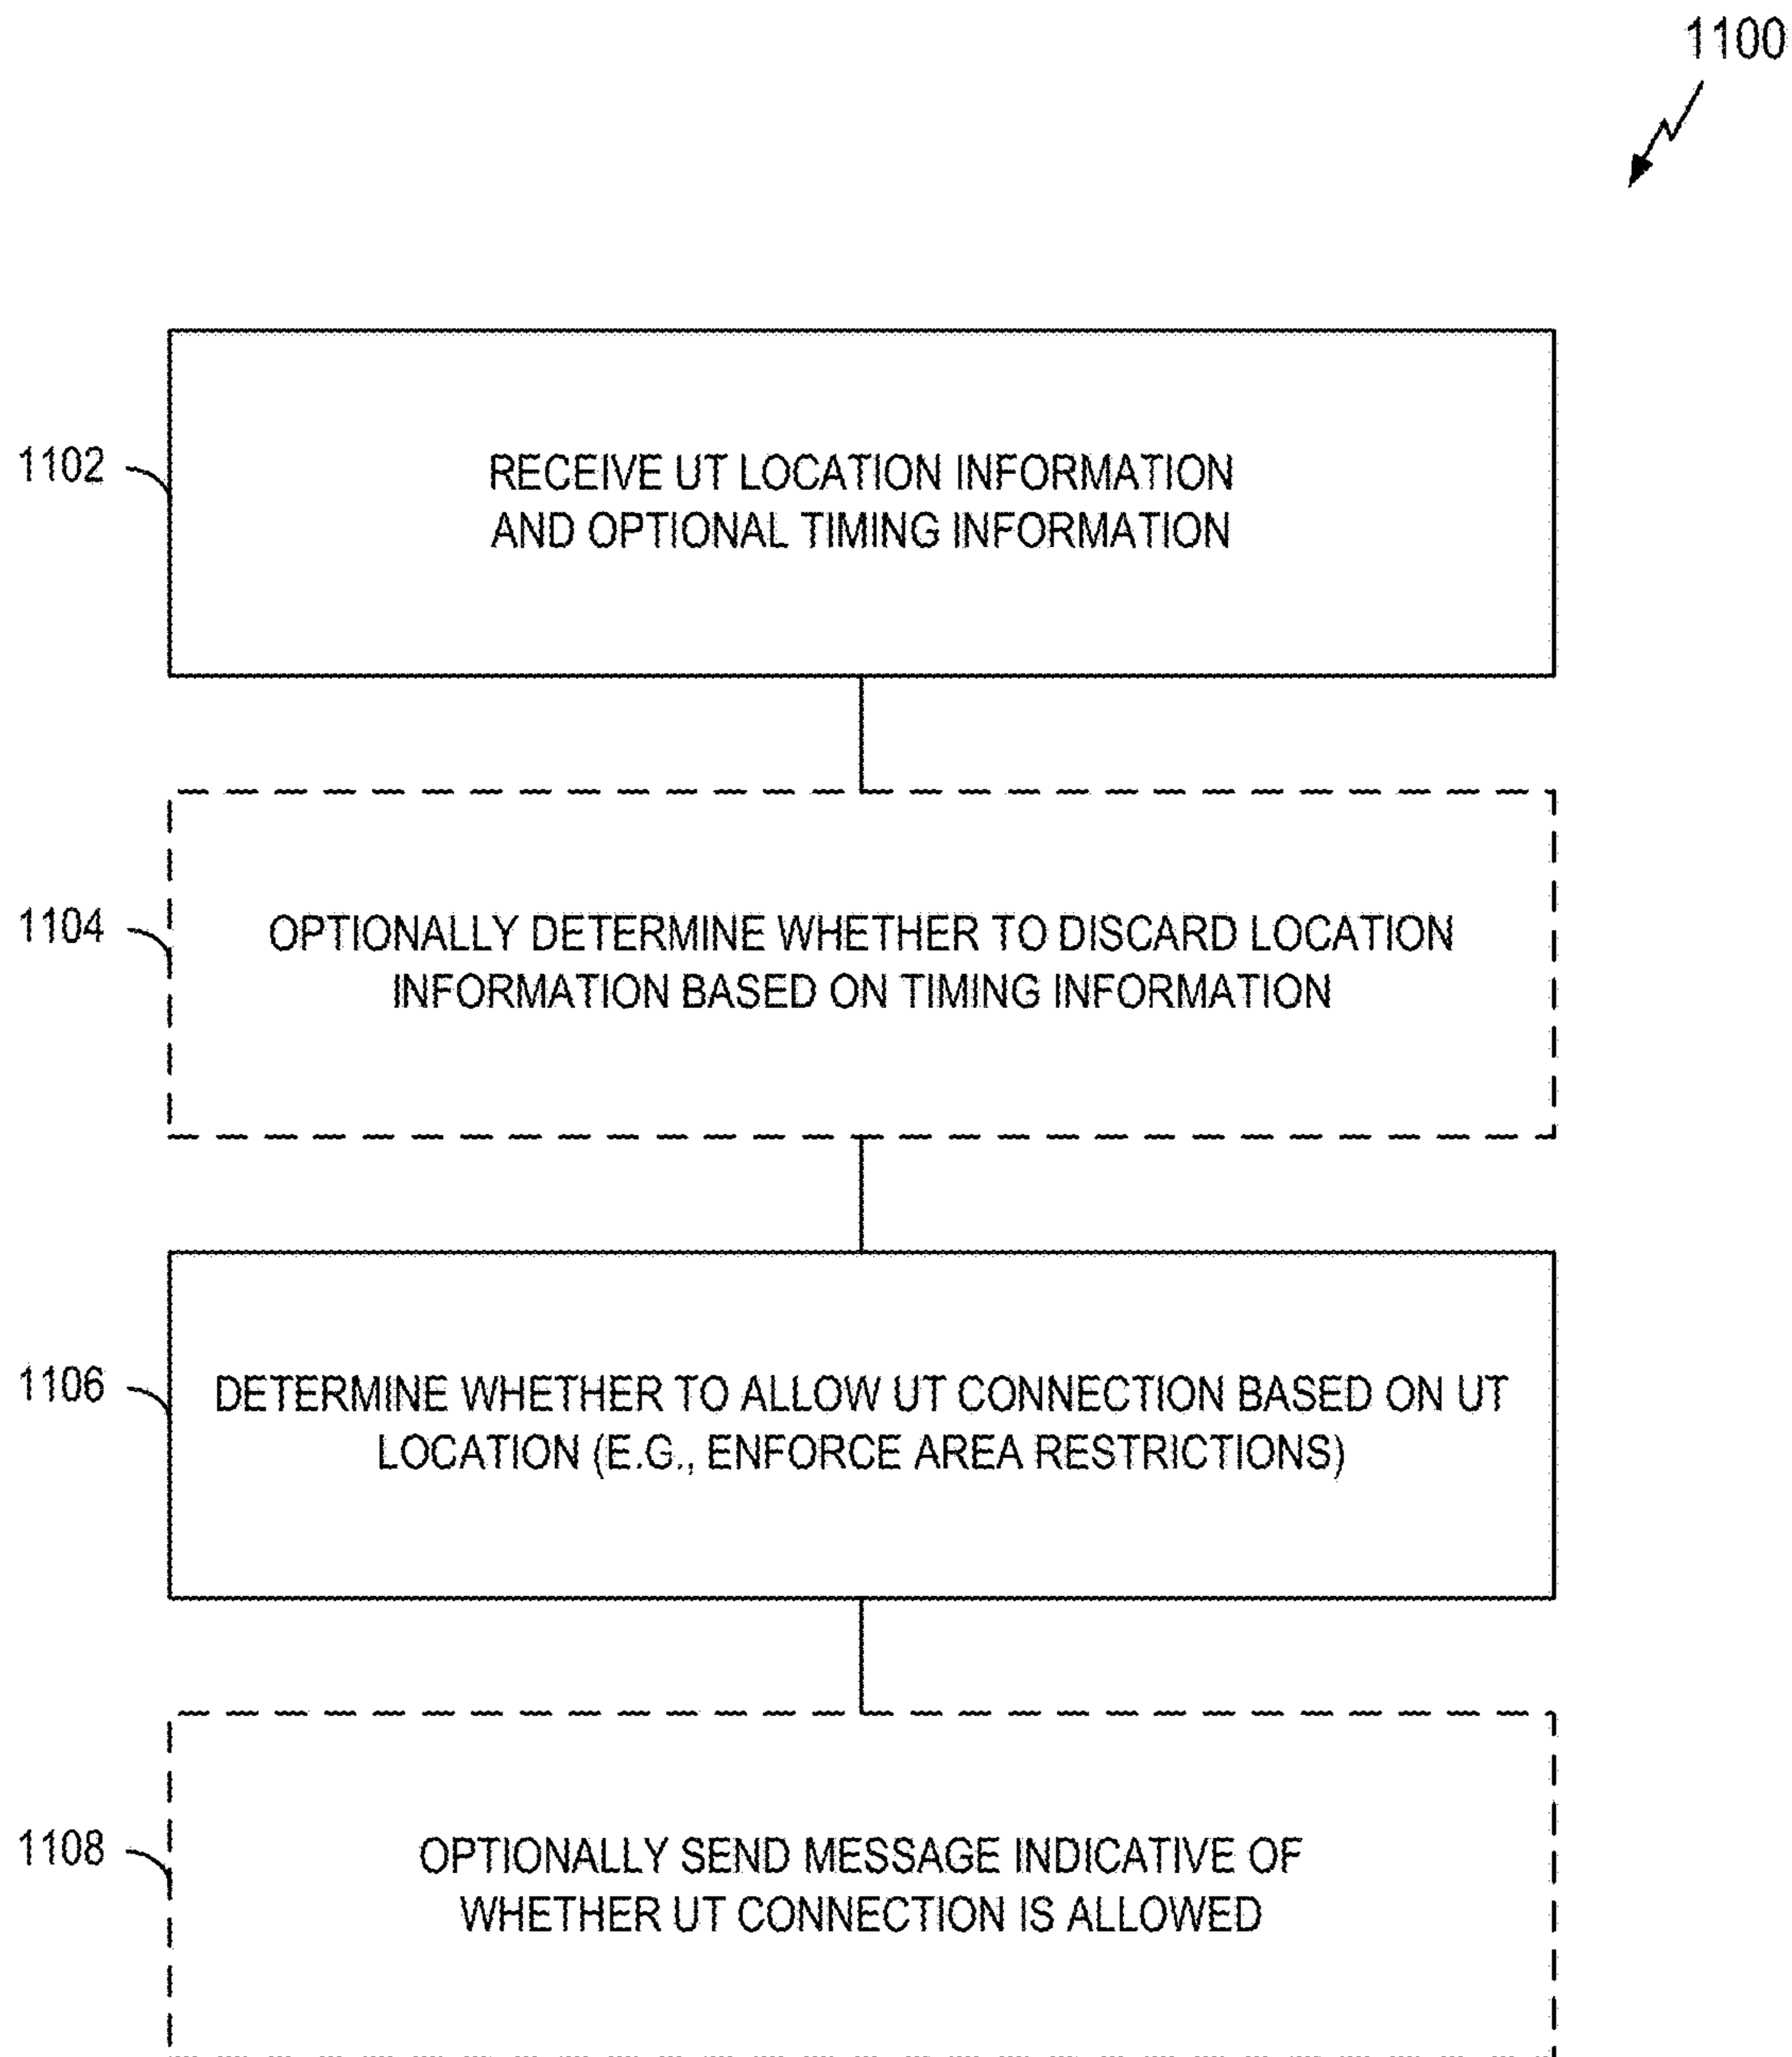 1100
1102
RECEIVE UT LOCATION INFORMATION
AND OPTIONAL TIMING INFORMATION
1104
OPTIONALLY DETERMINE WHETHER TO DISCARD LOCATION
INFORMATION BASED ON TIMING INFORMATION
1106
DETERMINE WHETHER TO ALLOW UT CONNECTION BASED ON UT
LOCATION (E.G., ENFORCE AREA RESTRICTIONS)
1108
OPTIONALLY SEND MESSAGE INDICATIVE OF
WHETHER UT CONNECTION IS ALLOWED